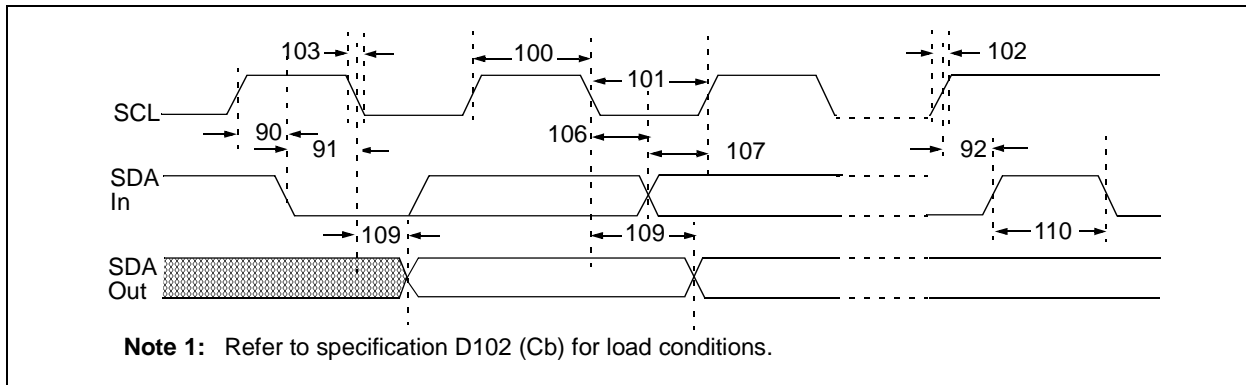 103
100
102
101
SCL
90
106
92
91
107
SDA
In
109
109
110
SDA
Out
Note 1: Refer to specification D102 (Cb) for load conditions.